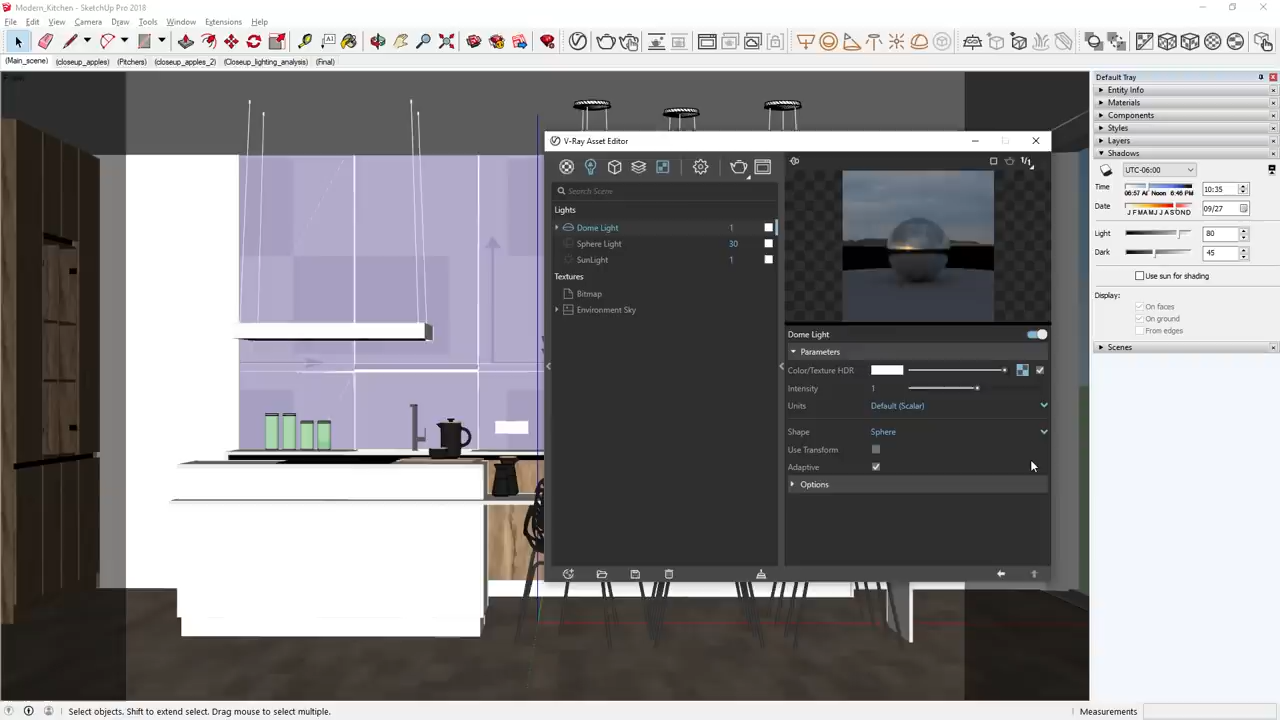 Modern_Kitchen - SketchUp Pro 2018
File Edit View Camera Draw Tools Window Extensions Help
(Main_scene) (closeup_apples) (Pitchers) (closeup_apples_2) (Closeup_lighting_analysis) (Final)
V-Ray Asset Editor
1/1
Search Scene
Lights
Dome Light 1
Sphere Light 30
SunLight 1
Textures
Bitmap
Environment Sky
Dome Light
Parameters
Color/Texture HDR
Intensity 1
Units Default (Scalar)
Shape Sphere
Use Transform
Adaptive
Options
Default Tray
Entity Info
Materials
Components
Styles
Layers
Shadows
UTC-06:00
Time 10:35
06:57 AM Noon 6:46 PM
Date J F M A M J J A S O N D 09/27
Light 80
Dark 45
Use sun for shading
Display:
On faces
On ground
From edges
Scenes
Select objects. Shift to extend select. Drag mouse to select multiple.
Measurements